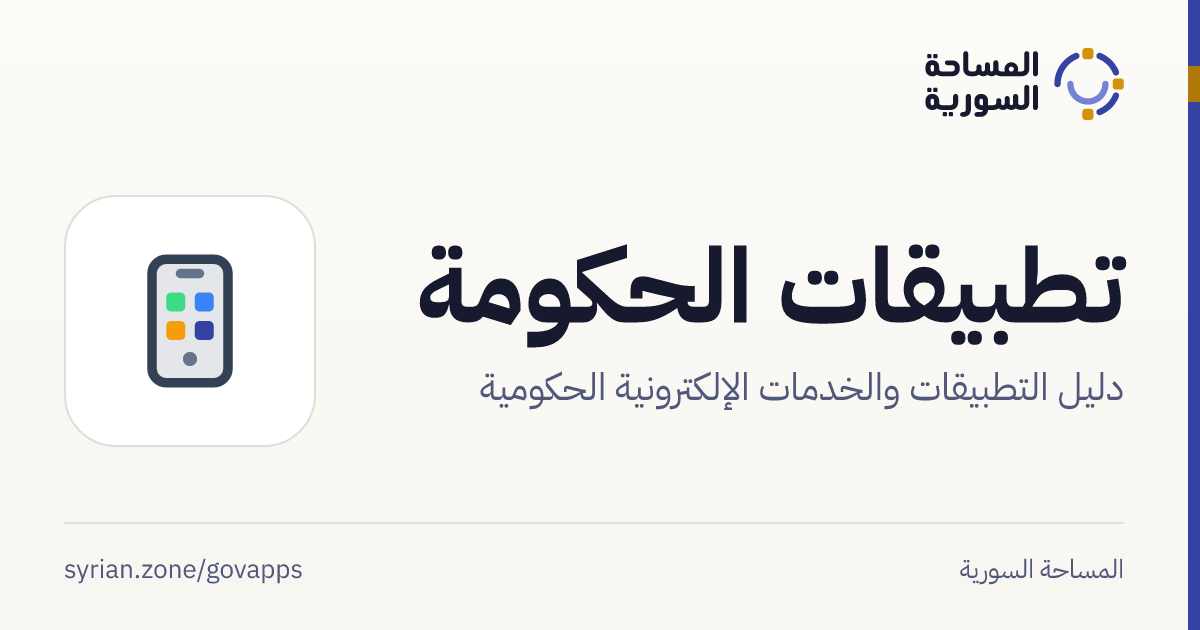 المساحة
السورية
تطبيقات الحكومة
دليل التطبيقات والخدمات الإلكترونية الحكومية
المساحة السورية
syrian.zone/govapps